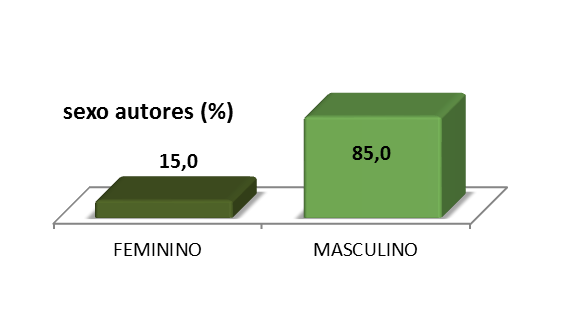 sexo autores (%)
15,0
85,0
FEMININO
MASCULINO